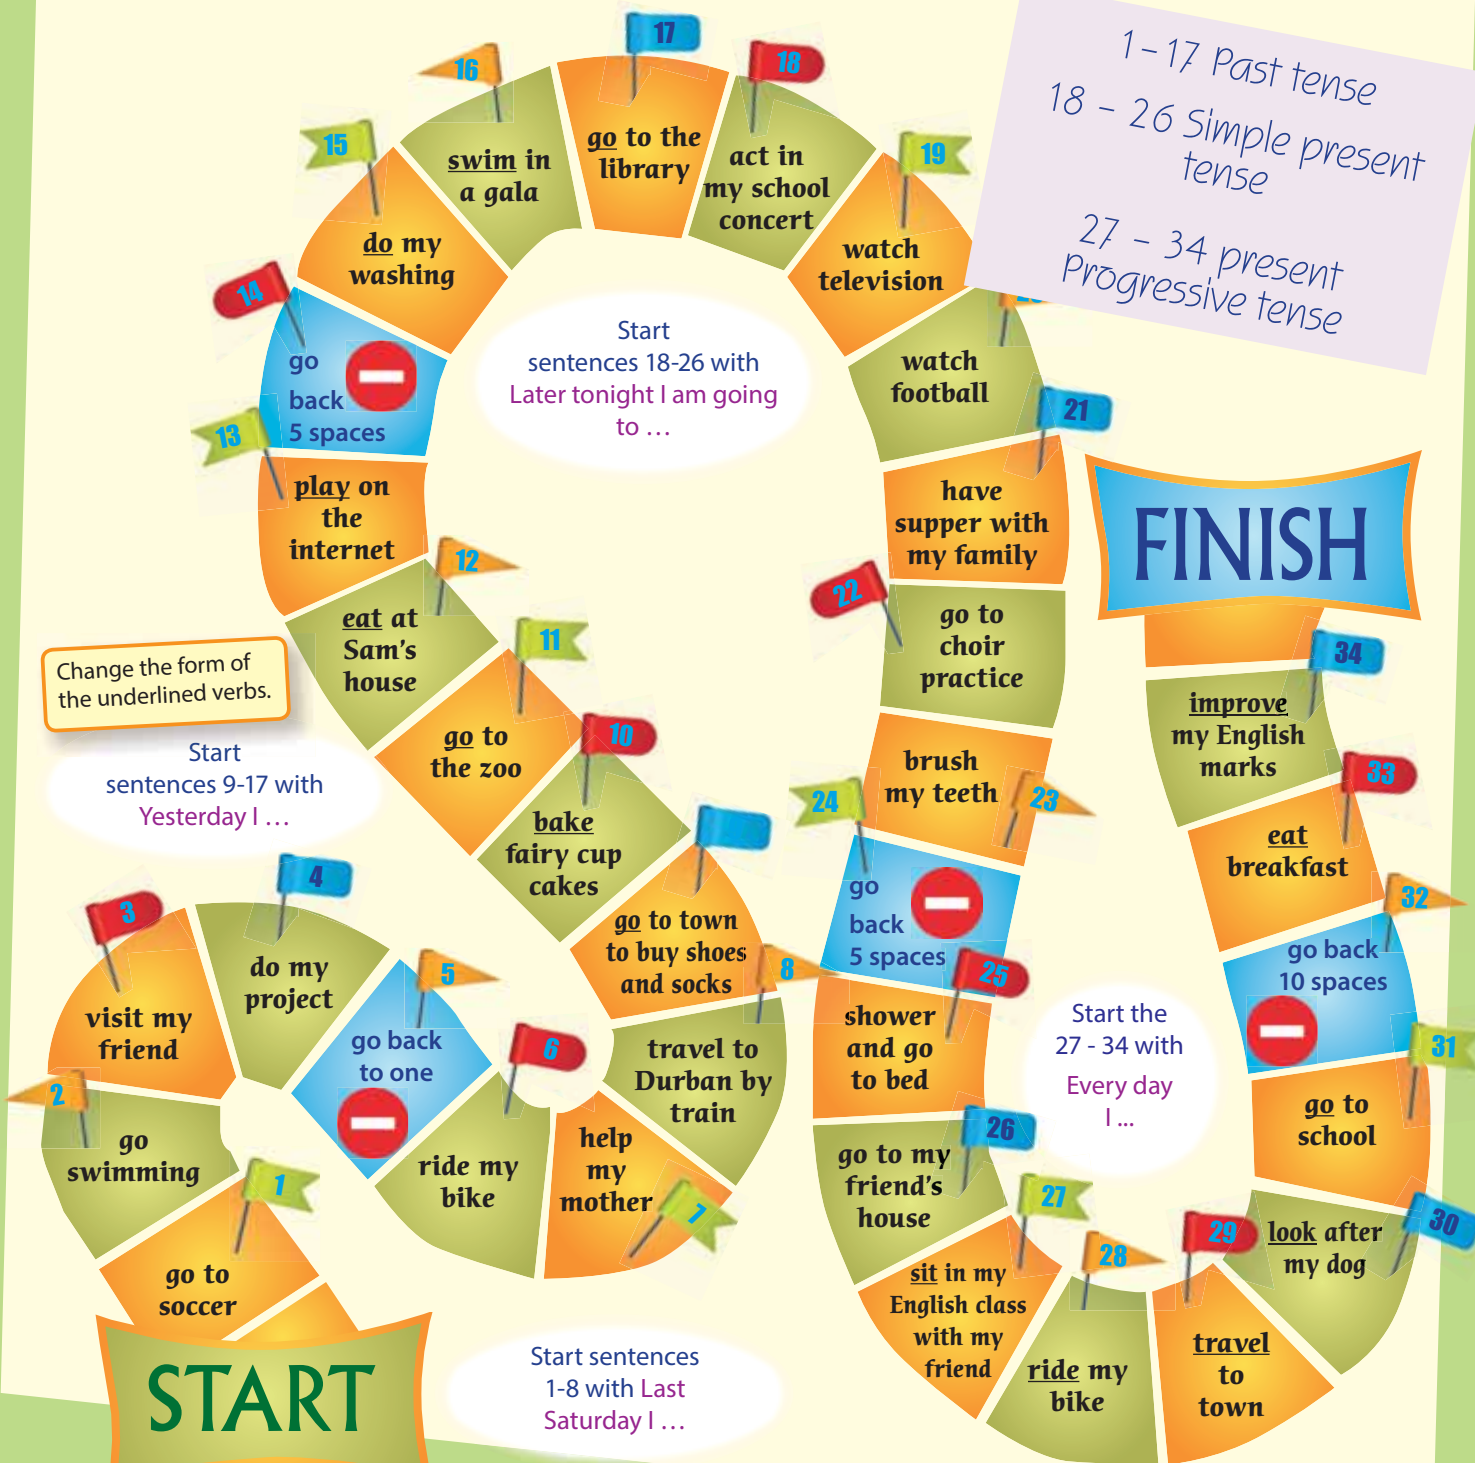 1 – 17 Past tense
18 – 26 Simple present
tense
27 – 34 present
Progressive tense
START
go to
soccer
1
go
swimming
2
visit my
friend
3
do my
project
4
go back
to one
5
ride my
bike
6
help
my
mother
7
travel to
Durban by
train
8
go to town
to buy shoes
and socks
bake
fairy cup
cakes
10
go to
the zoo
11
eat at
Sam's
house
12
play on
the
internet
13
go
back
5 spaces
14
do my
washing
15
swim in
a gala
16
go to the
library
17
act in
my school
concert
18
watch
television
19
watch
football
have
supper with
my family
21
go to
choir
practice
22
brush
my teeth
23
go
back
5 spaces
24
shower
and go
to bed
25
go to my
friend's
house
26
sit in my
English class
with my
friend
27
ride my
bike
28
travel
to
town
29
look after
my dog
30
go to
school
31
go back
10 spaces
32
eat
breakfast
33
improve
my English
marks
34
FINISH
Start
sentences 18-26 with
Later tonight I am going
to …
Change the form of
the underlined verbs.
Start
sentences 9-17 with
Yesterday I …
Start the
27 - 34 with
Every day
I ...
Start sentences
1-8 with Last
Saturday I …